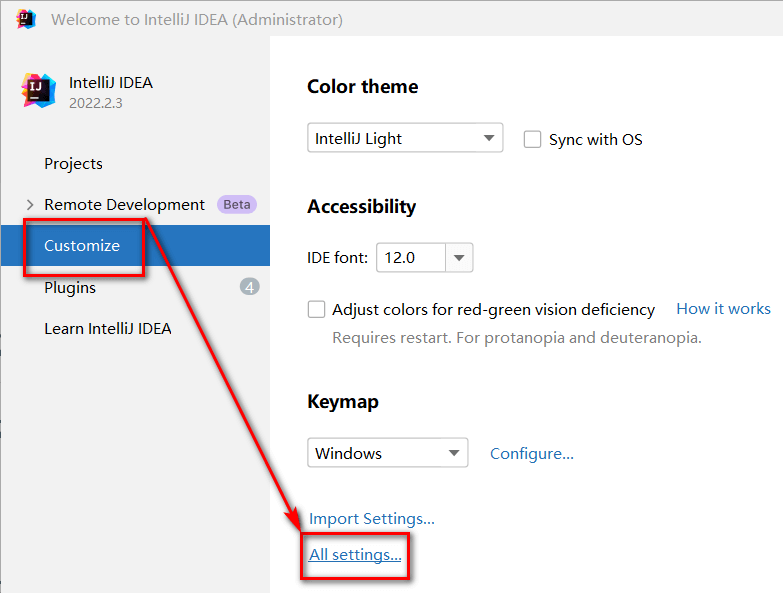 Welcome to IntelliJ IDEA (Administrator)
IntelliJ IDEA
2022.2.3
Projects
Remote Development Beta
Customize
Plugins 4
Learn IntelliJ IDEA
Color theme
IntelliJ Light Sync with OS
Accessibility
IDE font: 12.0
Adjust colors for red-green vision deficiency How it works
Requires restart. For protanopia and deuteranopia.
Keymap
Windows Configure...
Import Settings...
All settings...